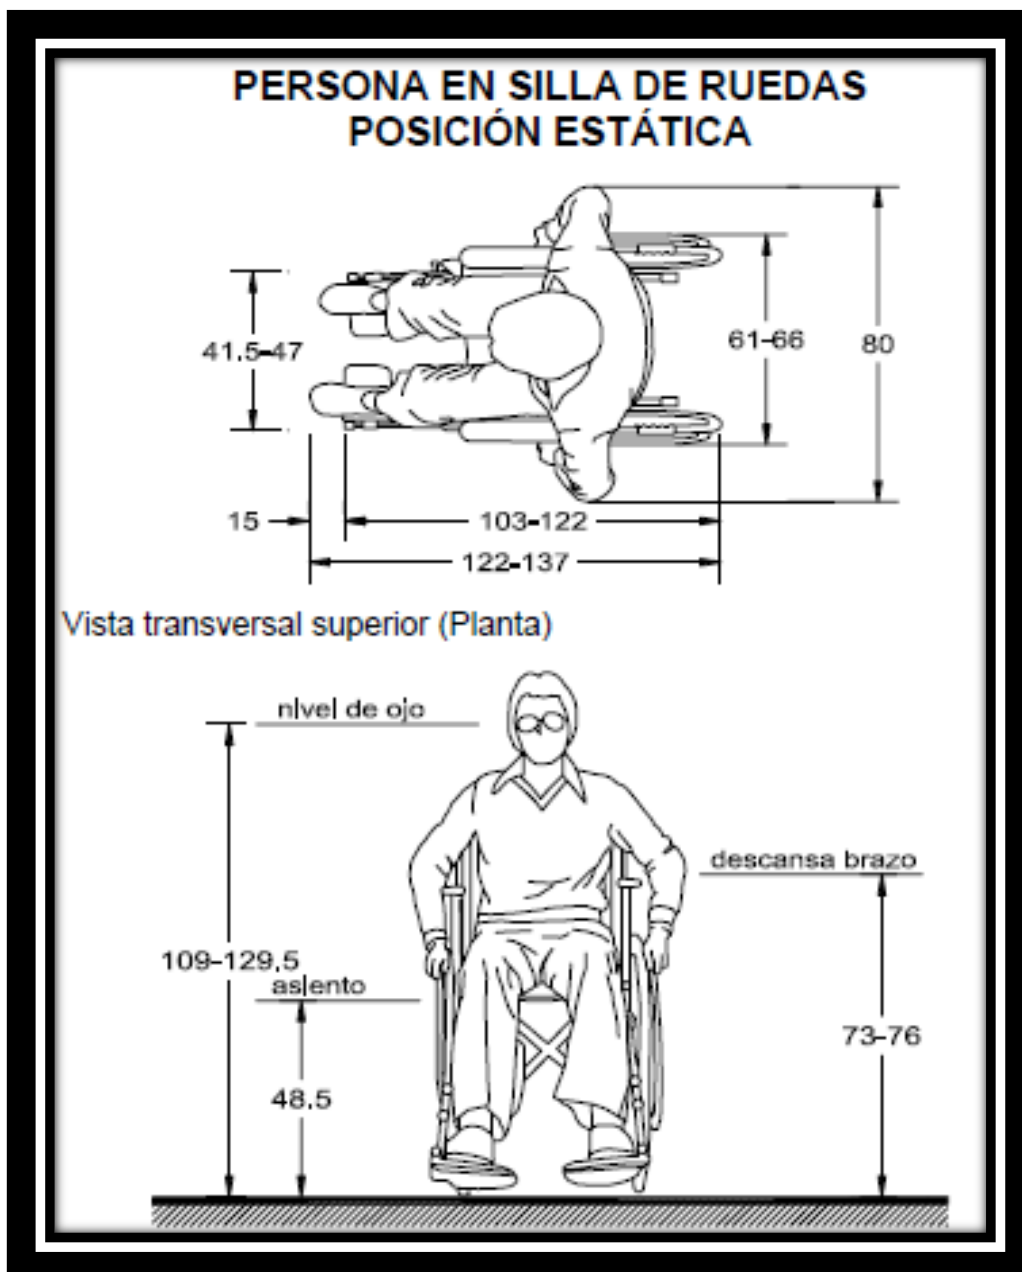 PERSONA EN SILLA DE RUEDAS
POSICIÓN ESTÁTICA
41.5-47
61-66
80
15
103-122
122-137
Vista transversal superior (Planta)
nivel de ojo
descansa brazo
109-129.5
asiento
73-76
48.5